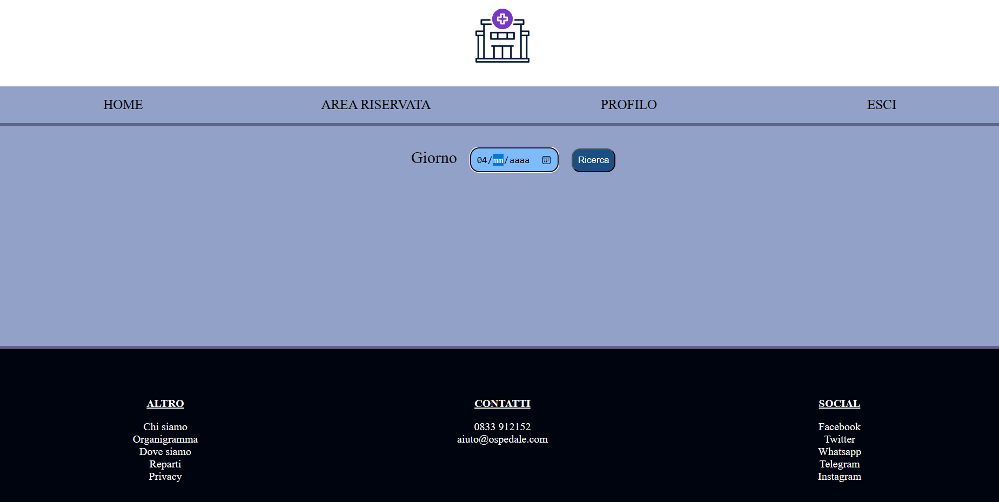 HOME AREA RISERVATA PROFILO ESCI
Giorno 04/mm/aaaa Ricerca
ALTRO
Chi siamo
Organigramma
Dove siamo
Reparti
Privacy
CONTATTI
0833 912152
aiuto@ospedale.com
SOCIAL
Facebook
Twitter
Whatsapp
Telegram
Instagram